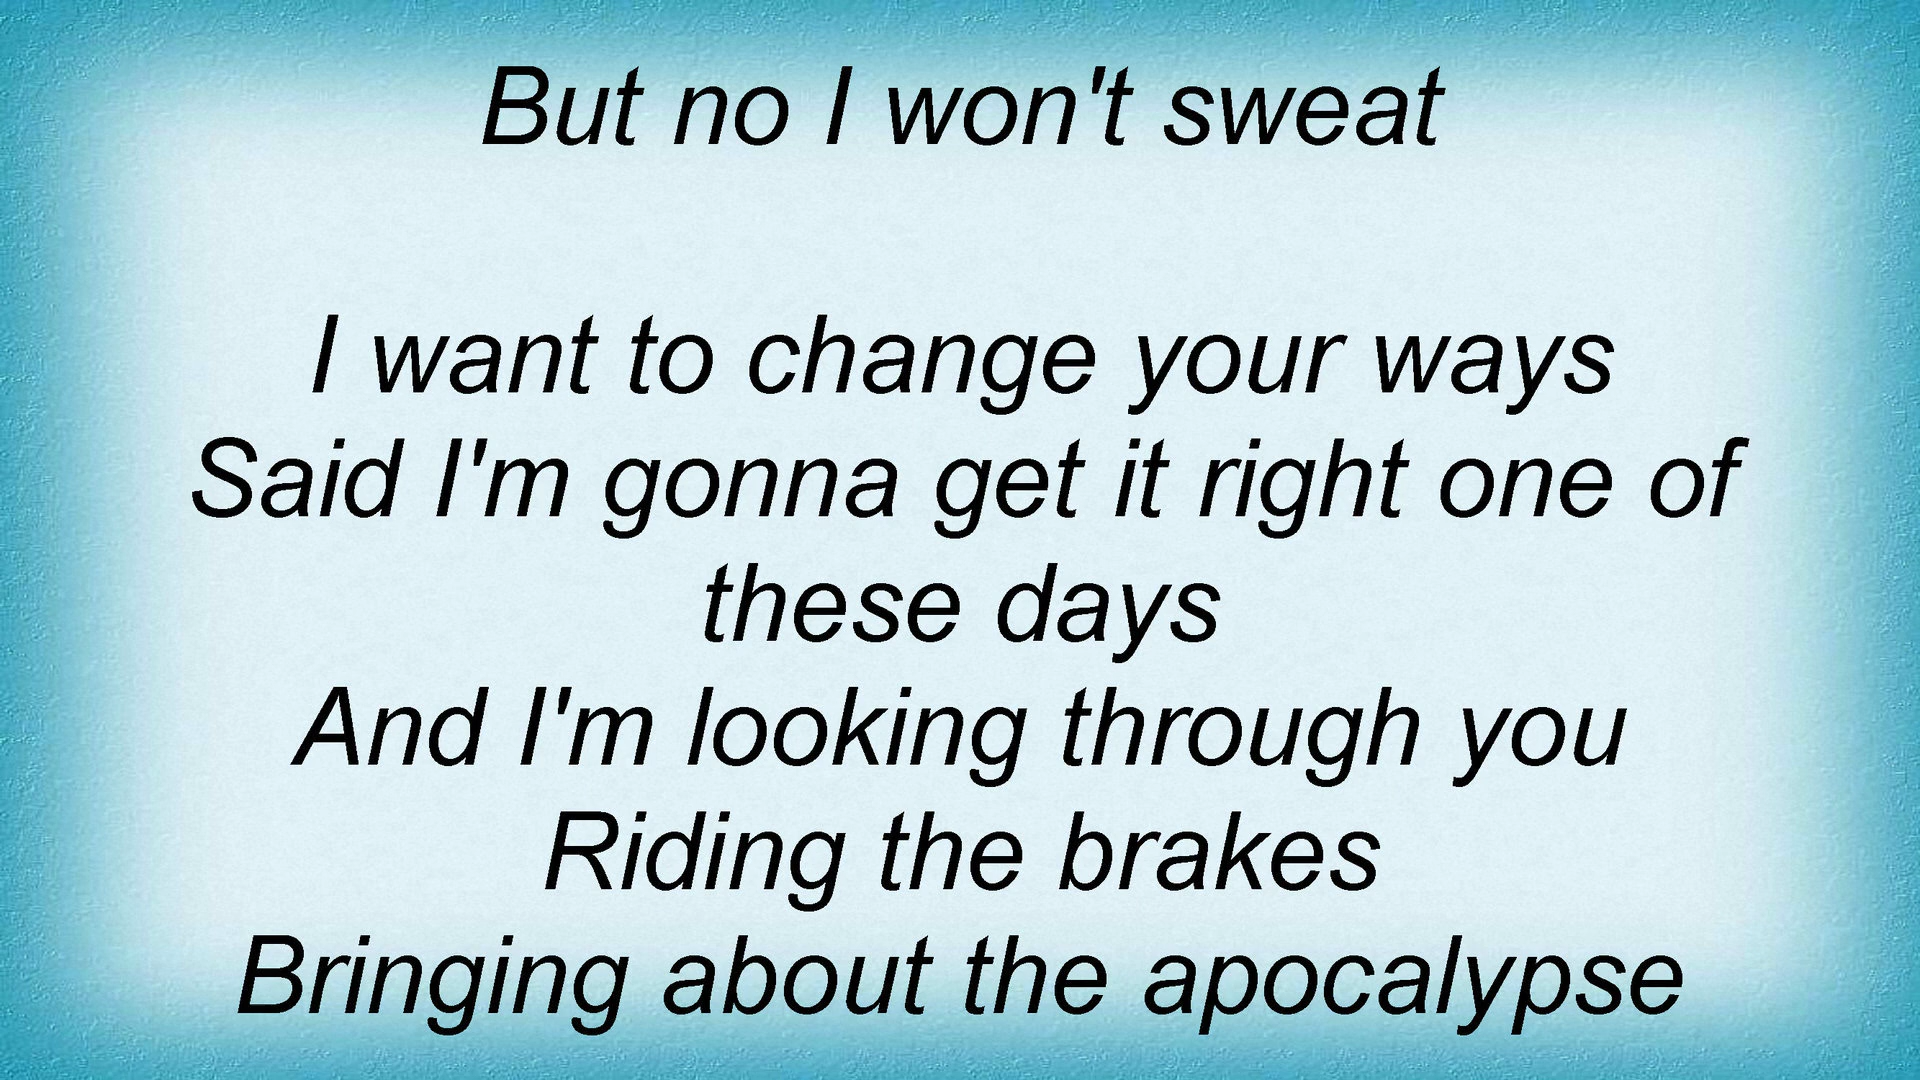 But no I won't sweat
I want to change your ways
Said I'm gonna get it right one of
these days
And I'm looking through you
Riding the brakes
Bringing about the apocalypse